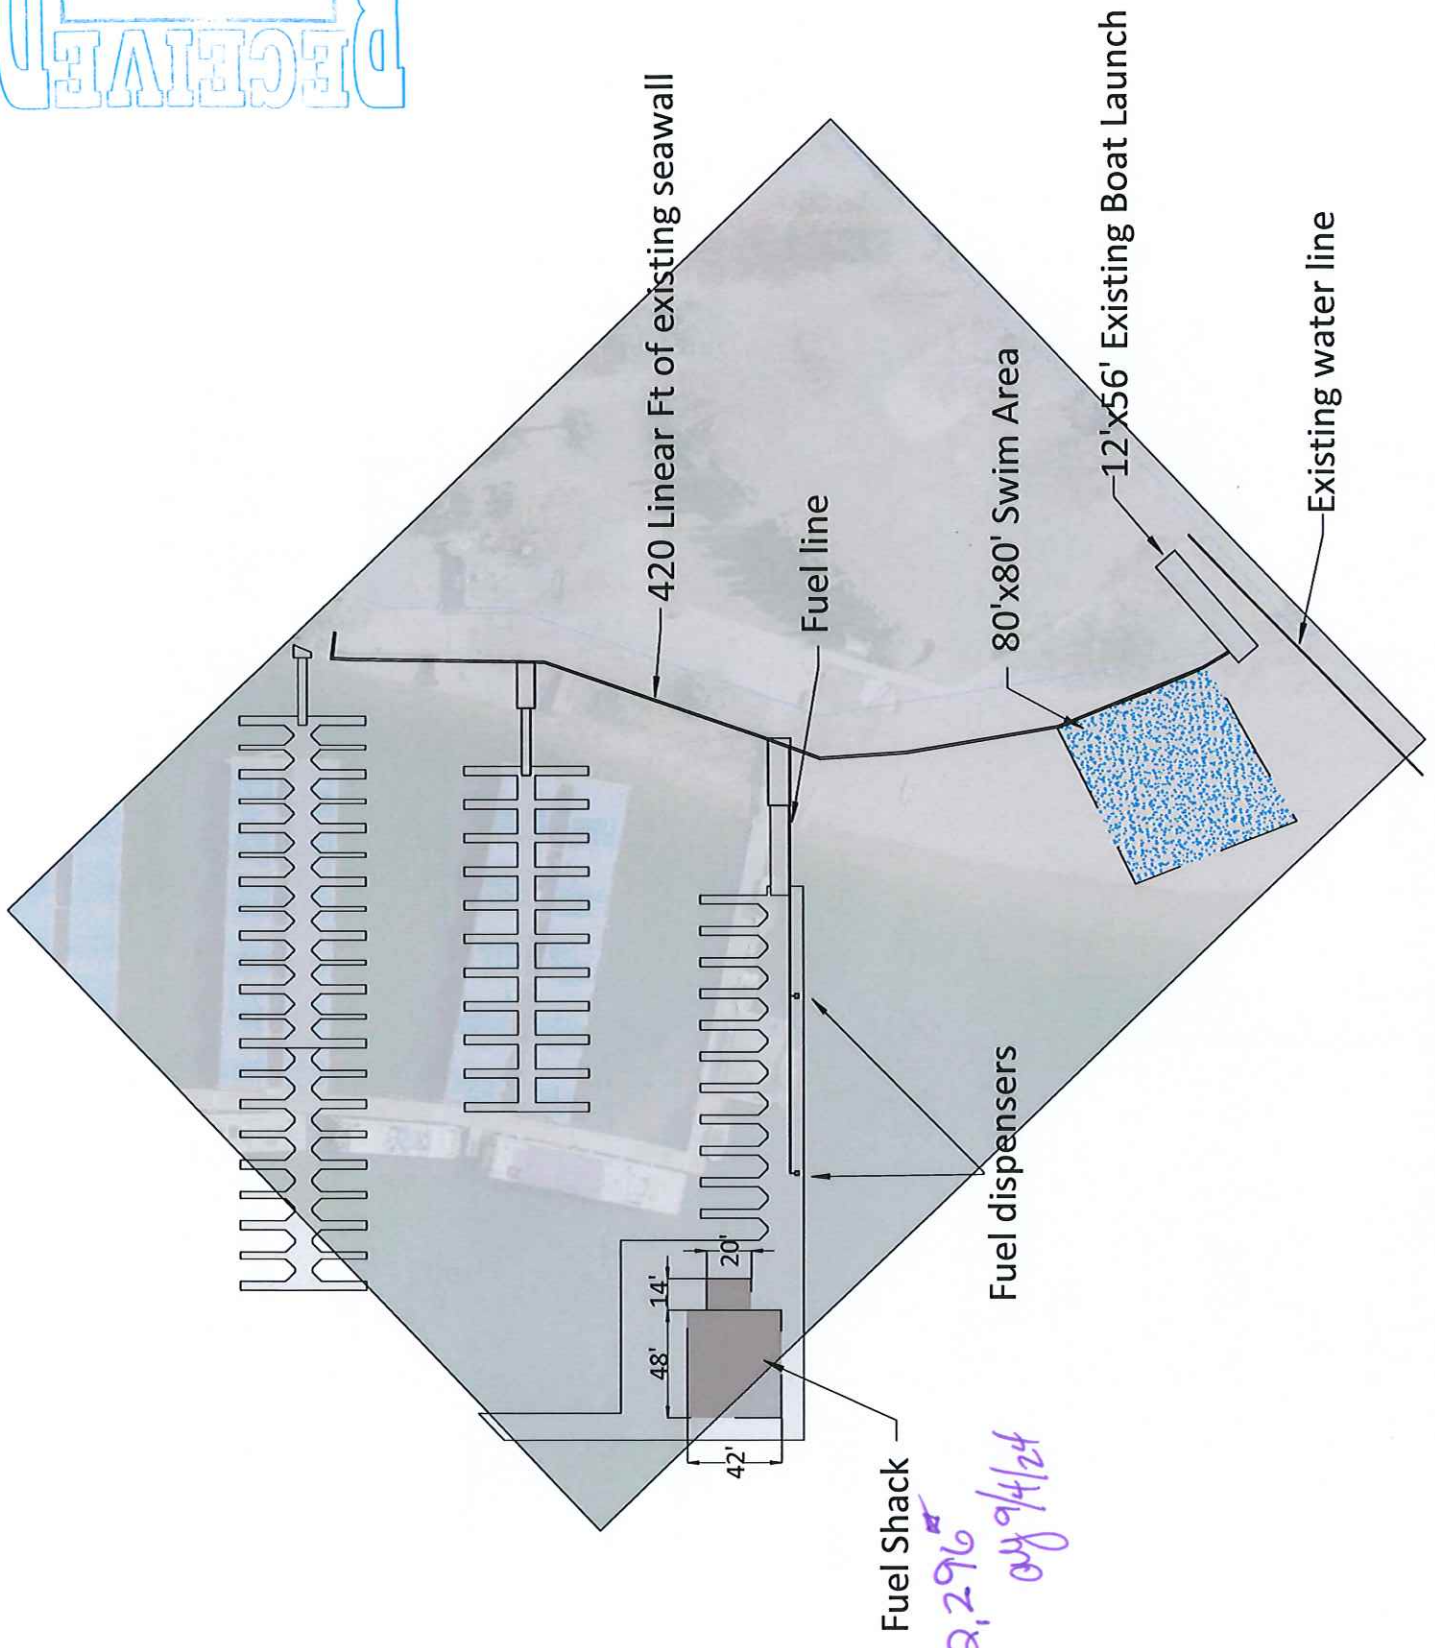 RECEIVED
420 Linear Ft of existing seawall
12'x56' Existing Boat Launch
Existing water line
80'x80' Swim Area
Fuel line
Fuel dispensers
20'
14'
48'
42'
Fuel Shack
2,296
9/4/24